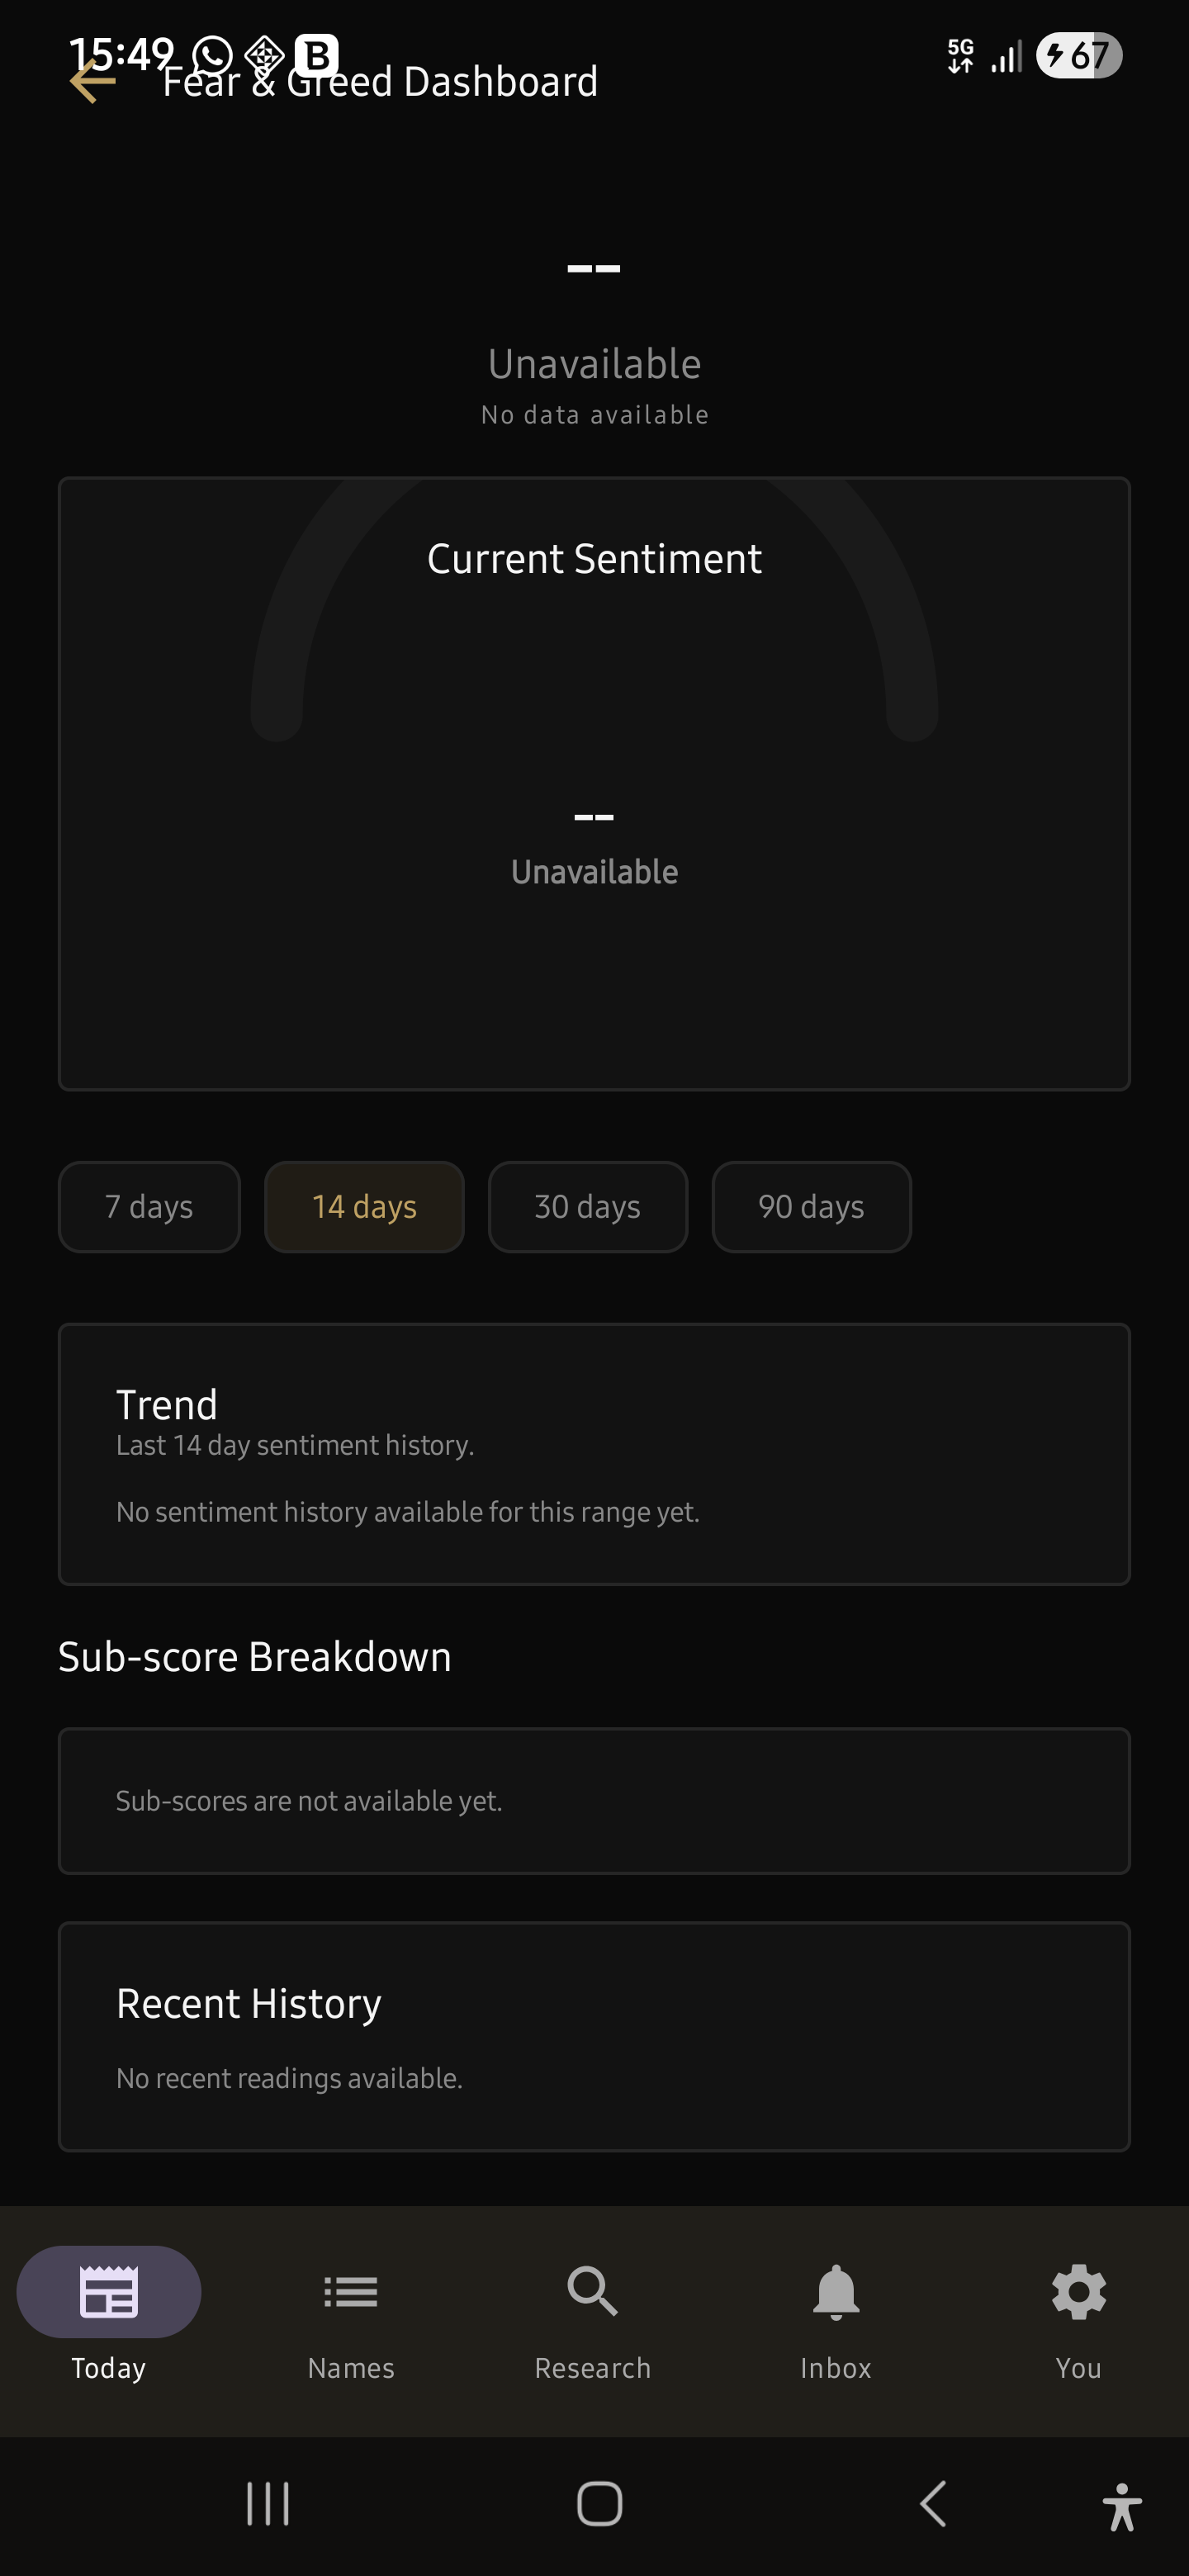 15:49
B
5G
67
Fear & Greed Dashboard
--
Unavailable
No data available
Current Sentiment
--
Unavailable
7 days
14 days
30 days
90 days
Trend
Last 14 day sentiment history.
No sentiment history available for this range yet.
Sub-score Breakdown
Sub-scores are not available yet.
Recent History
No recent readings available.
Today
Names
Research
Inbox
You